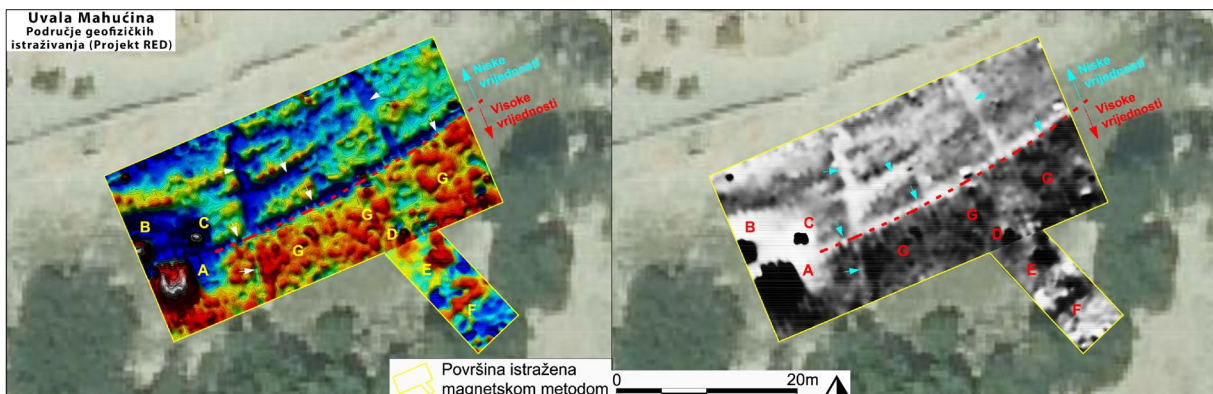 Uvala Mahućina
Područje geofizičkih
istraživanja (Projekt RED)
Niske
vrijednosti
Visoke
vrijednosti
B
C
A
G
G
G
D
E
F
Niske
vrijednosti
Visoke
vrijednosti
B
C
A
G
G
G
D
E
F
Površina istražena
magnetskom metodom
0
20m